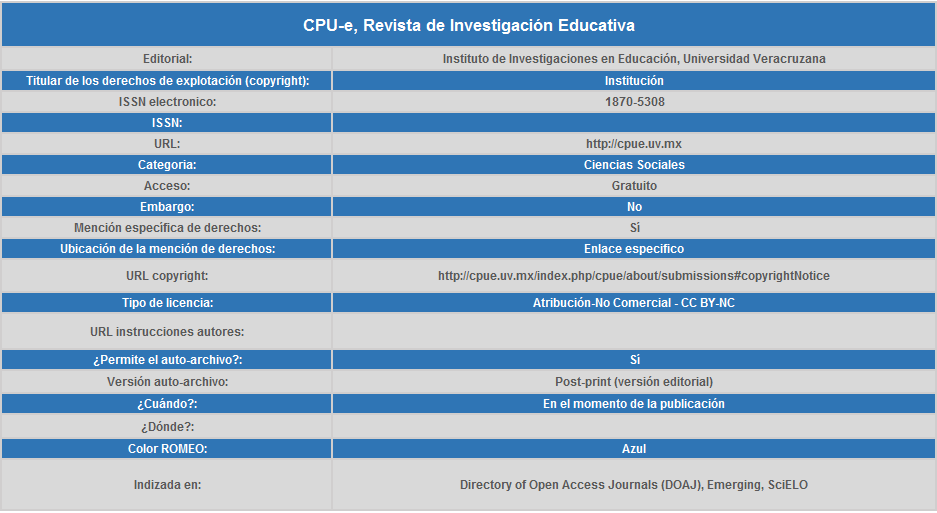 CPU-e, Revista de Investigación Educativa
Editorial: Instituto de Investigaciones en Educación, Universidad Veracruzana
Titular de los derechos de explotación (copyright): Institución
ISSN electronico: 1870-5308
ISSN:
URL: http://cpue.uv.mx
Categoria: Ciencias Sociales
Acceso: Gratuito
Embargo: No
Mención específica de derechos: Sí
Ubicación de la mención de derechos: Enlace especifico
URL copyright: http://cpue.uv.mx/index.php/cpue/about/submissions#copyrightNotice
Tipo de licencia: Atribución-No Comercial - CC BY-NC
URL instrucciones autores:
¿Permite el auto-archivo?: Sí
Versión auto-archivo: Post-print (versión editorial)
¿Cuándo?: En el momento de la publicación
¿Dónde?:
Color ROMEO: Azul
Indizada en: Directory of Open Access Journals (DOAJ), Emerging, SciELO